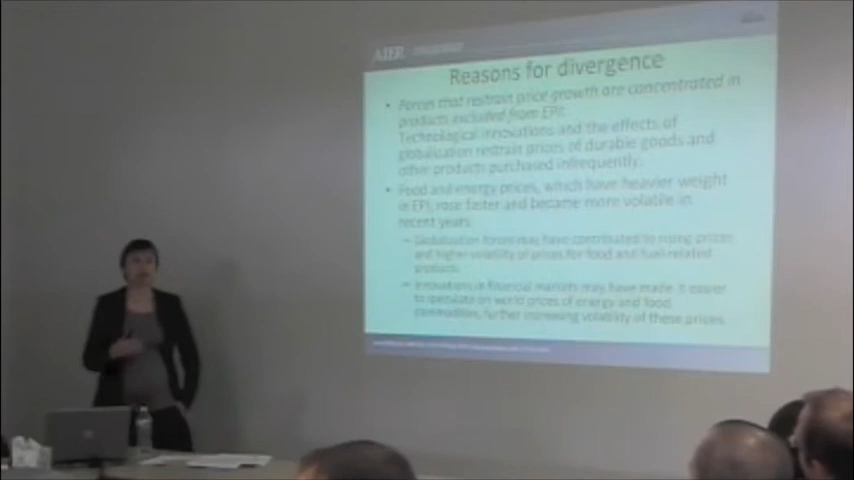 AIER
Reasons for divergence
• Forces that restrain price growth are concentrated in
products excluded from EPI:
Technological innovations and the effects of
globalization restrain prices of durable goods and
other products purchased infrequently.
• Food and energy prices, which have heavier weight
in EPI, rose faster and became more volatile in
recent years.
– Globalization forces may have contributed to rising prices
and higher volatility of prices for food and fuel-related
products.
– Innovations in financial markets may have made it easier
to speculate on world prices of energy and food
commodities, further increasing volatility of these prices.